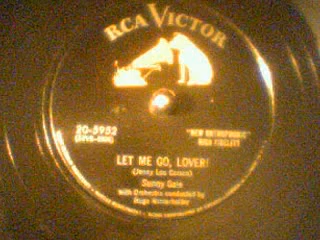 RCA VICTOR
20-5952
"NEW ORTHOPHONIC"
HIGH FIDELITY
LET ME GO, LOVER!
(Jenny Lou Carson)
Sunny Gale
with Orchestra conducted by
Hugo Winterhalter